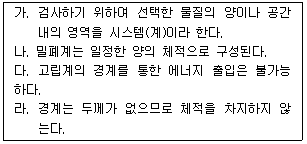 가. 검사하기 위하여 선택한 물질의 양이나 공간
내의 영역을 시스템(계)이라 한다.
나. 밀폐계는 일정한 양의 체적으로 구성된다.
다. 고립계의 경계를 통한 에너지 출입은 불가능
하다.
라. 경계는 두께가 없으므로 체적을 차지하지 않
는다.